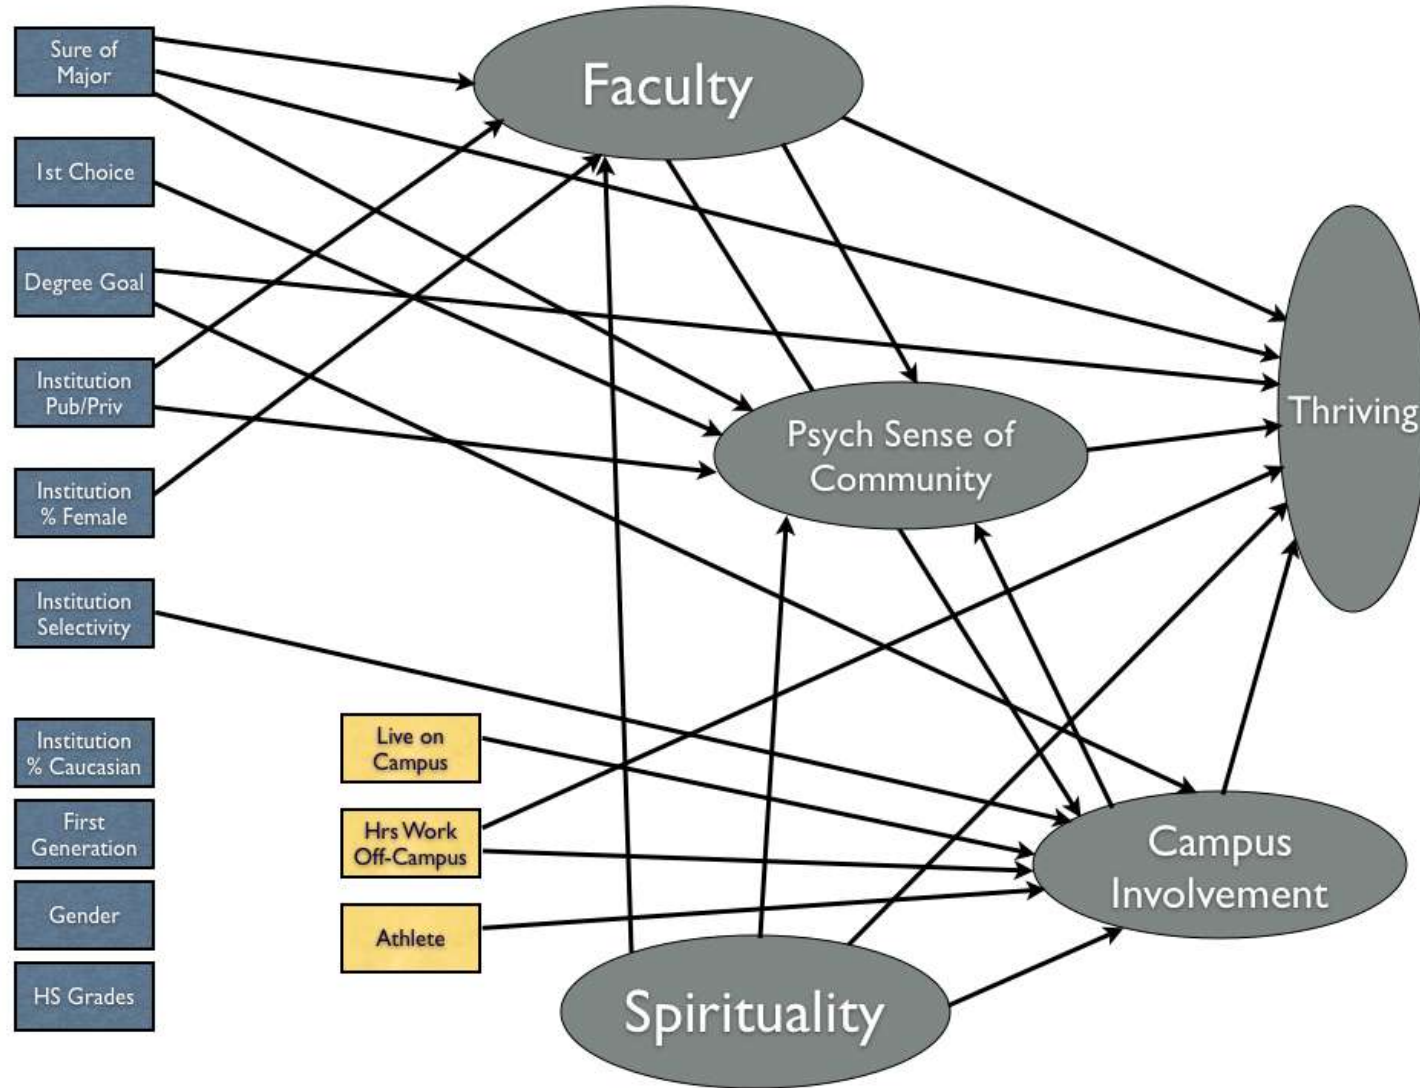 Sure of
Major
Faculty
1st Choice
Degree Goal
Institution
Pub/Priv
Thriving
Psych Sense of
Community
Institution
% Female
Institution
Selectivity
Institution
% Caucasian
Live on
Campus
First
Generation
Hrs Work
Off-Campus
Campus
Involvement
Gender
Athlete
HS Grades
Spirituality